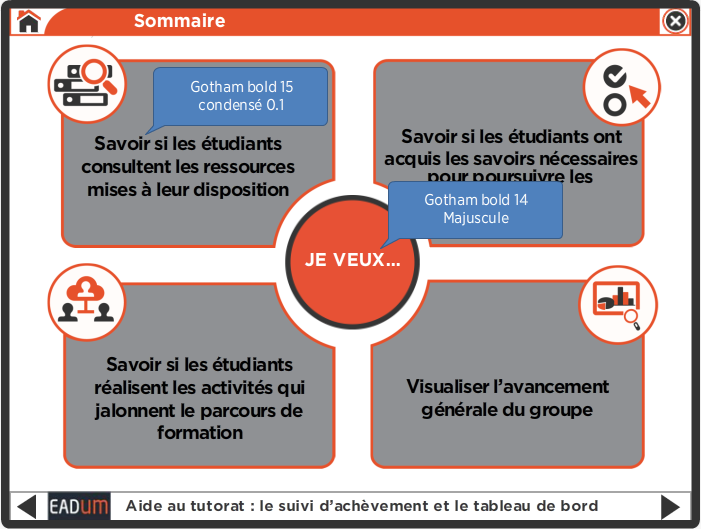 Sommaire
Gotham bold 15
condensé 0.1
Savoir si les étudiants
consultent les ressources
mises à leur disposition
Savoir si les étudiants ont
acquis les savoirs nécessaires
pour poursuivre les
Gotham bold 14
Majuscule
JE VEUX...
Savoir si les étudiants
réalisent les activités qui
jalonnent le parcours de
formation
Visualiser l'avancement
générale du groupe
EADUM
Aide au tutorat : le suivi d'achèvement et le tableau de bord